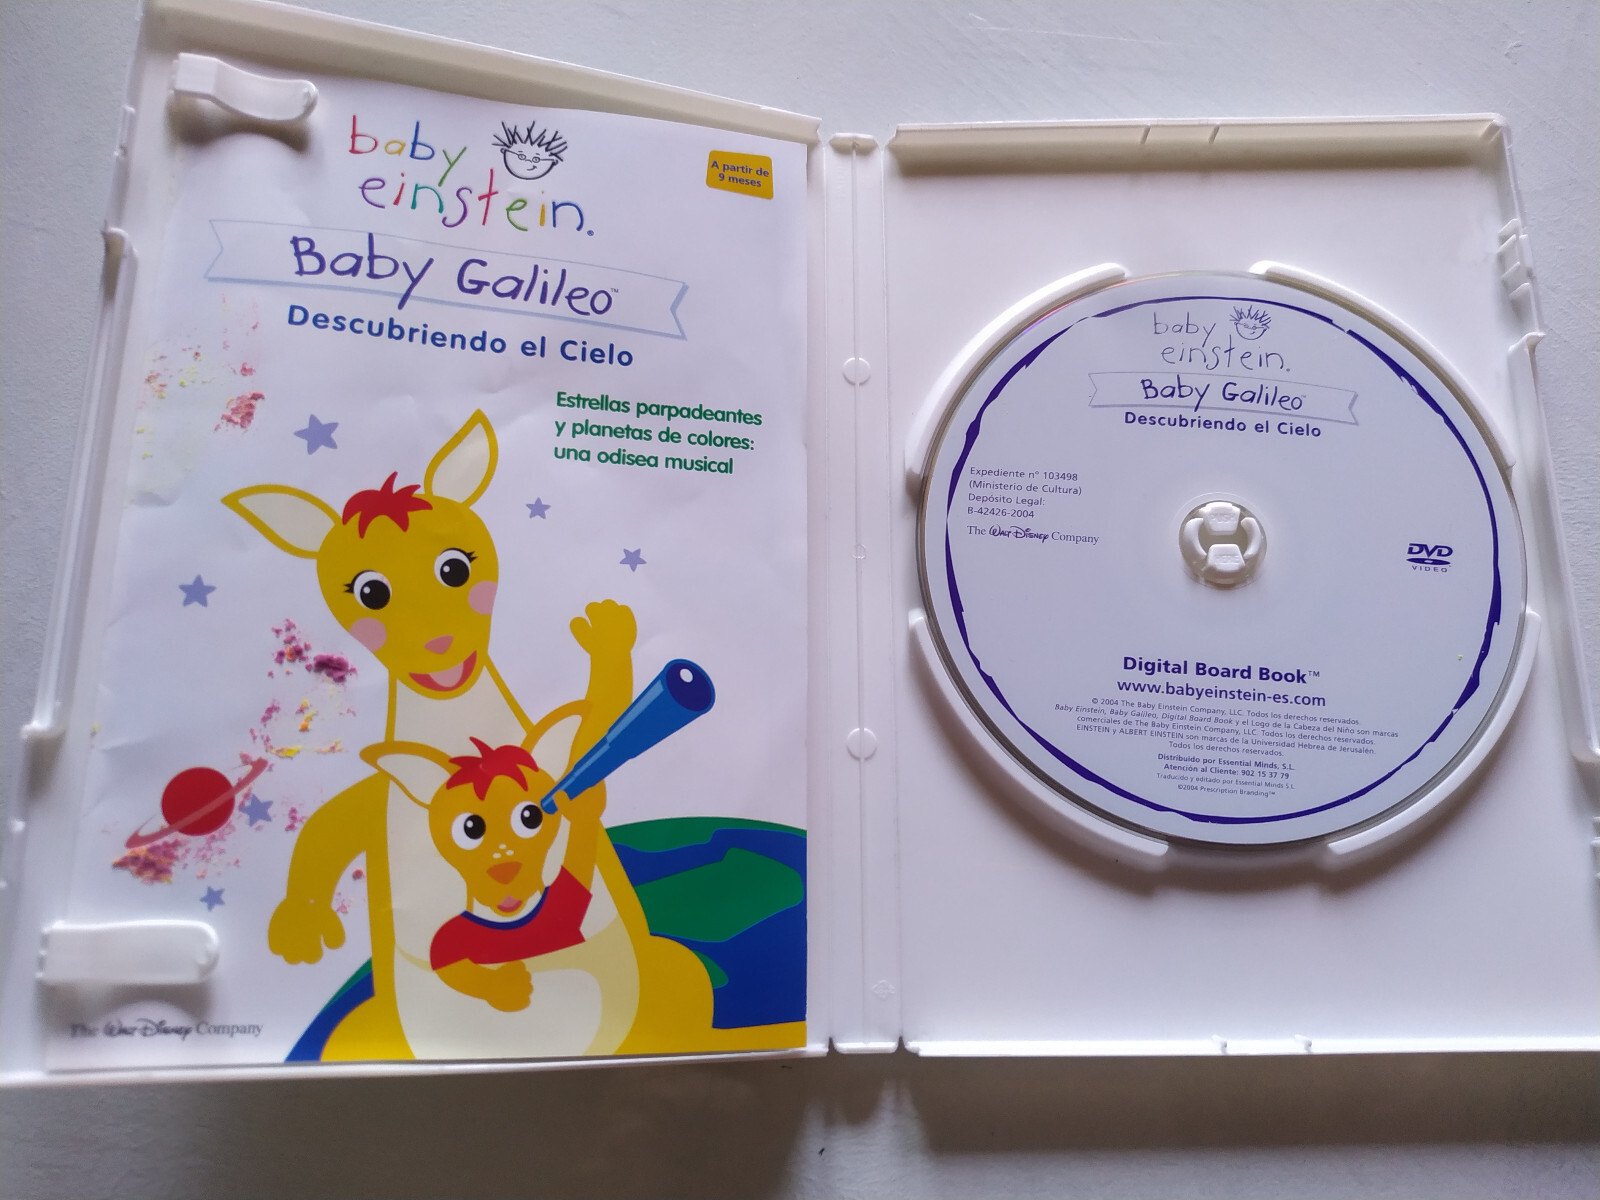 baby
einstein.
A partir de
9 meses
Baby Galileo™
Descubriendo el Cielo
Estrellas parpadeantes
y planetas de colores:
una odisea musical
The Walt Disney Company
baby
einstein.
Baby Galileo™
Descubriendo el Cielo
Expediente nº 103498
(Ministerio de Cultura)
Depósito Legal:
B-42426-2004
The Walt Disney Company
DVD
VIDEO
Digital Board Book™
www.babyeinstein-es.com
© 2004 The Baby Einstein Company, LLC. Todos los derechos reservados.
Baby Einstein, Baby Galileo, Digital Board Book y el Logo de la Cabeza del Niño son marcas
comerciales de The Baby Einstein Company, LLC. Todos los derechos reservados.
EINSTEIN y ALBERT EINSTEIN son marcas de la Universidad Hebrea de Jerusalén.
Todos los derechos reservados.
Distribuido por Essential Minds, S.L.
Atención al Cliente: 902 15 37 79
Traducido y editado por Essential Minds S.L.
©2004 Prescription Branding™